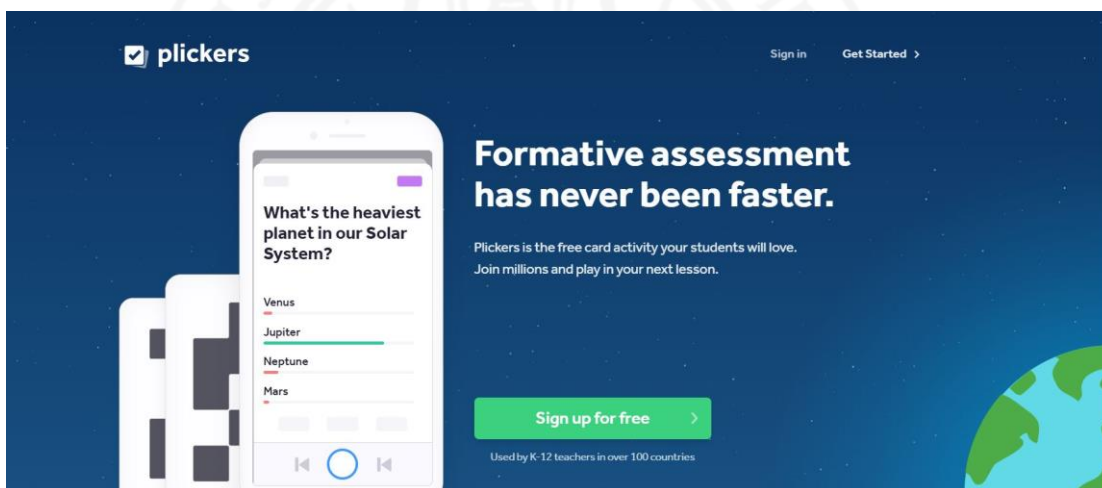 plickers
Sign in
Get Started >
Formative assessment
has never been faster.
Plickers is the free card activity your students will love.
Join millions and play in your next lesson.
Sign up for free >
Used by K-12 teachers in over 100 countries
What's the heaviest
planet in our Solar
System?
Venus
Jupiter
Neptune
Mars